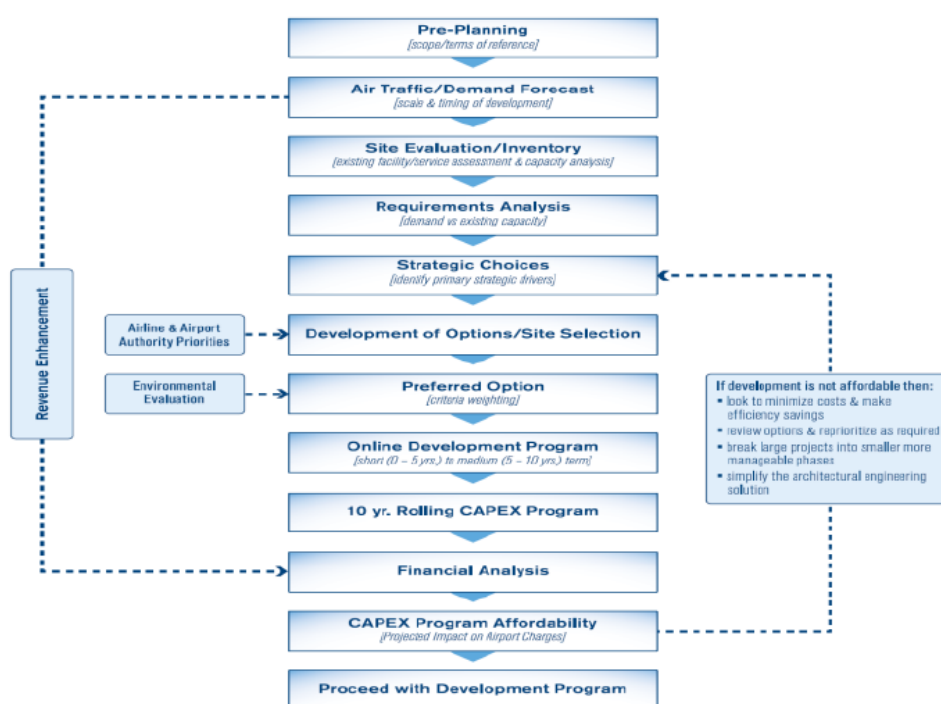 Pre-Planning
[scope/terms of reference]
Air Traffic/Demand Forecast
[scale & timing of development]
Site Evaluation/Inventory
[existing facility/service assessment & capacity analysis]
Requirements Analysis
[demand vs existing capacity]
Strategic Choices
[identify primary strategic drivers]
Revenue Enhancement
Airline & Airport
Authority Priorities
Development of Options/Site Selection
Environmental
Evaluation
Preferred Option
[criteria weighting]
If development is not affordable then:
▪ look to minimize costs & make
efficiency savings
▪ review options & reprioritize as required
▪ break large projects into smaller more
manageable phases
▪ simplify the architectural engineering
solution
Online Development Program
[short (0 – 5 yrs.) to medium (5 – 10 yrs.) term]
10 yr. Rolling CAPEX Program
Financial Analysis
CAPEX Program Affordability
[Projected Impact on Airport Charges]
Proceed with Development Program